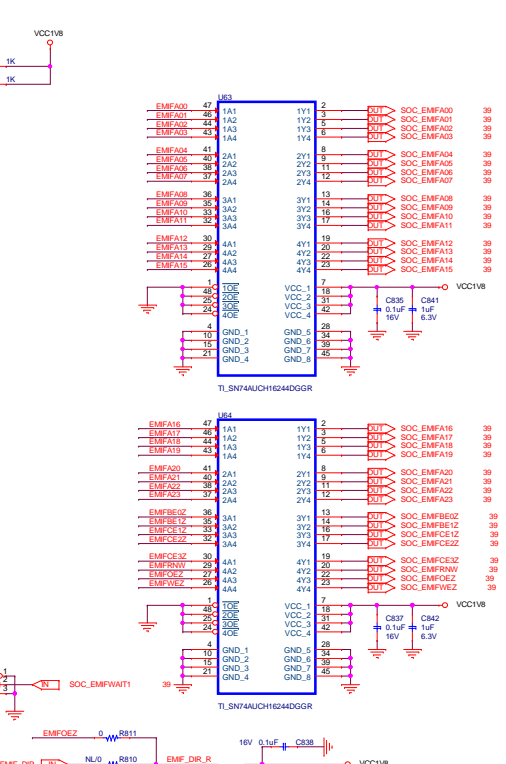 VCC1V8
1K
1K
U63
EMIFA00 47 1A1 1Y1 2 OUT SOC_EMIFA00 39
EMIFA01 46 1A2 1Y2 3 OUT SOC_EMIFA01 39
EMIFA02 44 1A3 1Y3 5 OUT SOC_EMIFA02 39
EMIFA03 43 1A4 1Y4 6 OUT SOC_EMIFA03 39
EMIFA04 41 2A1 2Y1 8 OUT SOC_EMIFA04 39
EMIFA05 40 2A2 2Y2 9 OUT SOC_EMIFA05 39
EMIFA06 38 2A3 2Y3 11 OUT SOC_EMIFA06 39
EMIFA07 37 2A4 2Y4 12 OUT SOC_EMIFA07 39
EMIFA08 36 3A1 3Y1 13 OUT SOC_EMIFA08 39
EMIFA09 35 3A2 3Y2 14 OUT SOC_EMIFA09 39
EMIFA10 33 3A3 3Y3 16 OUT SOC_EMIFA10 39
EMIFA11 32 3A4 3Y4 17 OUT SOC_EMIFA11 39
EMIFA12 30 4A1 4Y1 19 OUT SOC_EMIFA12 39
EMIFA13 29 4A2 4Y2 20 OUT SOC_EMIFA13 39
EMIFA14 27 4A3 4Y3 22 OUT SOC_EMIFA14 39
EMIFA15 26 4A4 4Y4 23 OUT SOC_EMIFA15 39
1 1OE VCC_1 7 VCC1V8
48 2OE VCC_2 18
25 3OE VCC_3 31
24 4OE VCC_4 42
C835 0.1uF 16V
C841 1uF 6.3V
4 GND_1 GND_5 28
10 GND_2 GND_6 34
15 GND_3 GND_7 39
21 GND_4 GND_8 45
TI_SN74AUCH16244DGGR
U64
EMIFA16 47 1A1 1Y1 2 OUT SOC_EMIFA16 39
EMIFA17 46 1A2 1Y2 3 OUT SOC_EMIFA17 39
EMIFA18 44 1A3 1Y3 5 OUT SOC_EMIFA18 39
EMIFA19 43 1A4 1Y4 6 OUT SOC_EMIFA19 39
EMIFA20 41 2A1 2Y1 8 OUT SOC_EMIFA20 39
EMIFA21 40 2A2 2Y2 9 OUT SOC_EMIFA21 39
EMIFA22 38 2A3 2Y3 11 OUT SOC_EMIFA22 39
EMIFA23 37 2A4 2Y4 12 OUT SOC_EMIFA23 39
EMIFBE0Z 36 3A1 3Y1 13 OUT SOC_EMIFBE0Z 39
EMIFBE1Z 35 3A2 3Y2 14 OUT SOC_EMIFBE1Z 39
EMIFCE1Z 33 3A3 3Y3 16 OUT SOC_EMIFCE1Z 39
EMIFCE2Z 32 3A4 3Y4 17 OUT SOC_EMIFCE2Z 39
EMIFCE3Z 30 4A1 4Y1 19 OUT SOC_EMIFCE3Z 39
EMIFRNW 29 4A2 4Y2 20 OUT SOC_EMIFRNW 39
EMIFOEZ 27 4A3 4Y3 22 OUT SOC_EMIFOEZ 39
EMIFWEZ 26 4A4 4Y4 23 OUT SOC_EMIFWEZ 39
1 1OE VCC_1 7 VCC1V8
48 2OE VCC_2 18
25 3OE VCC_3 31
24 4OE VCC_4 42
C837 0.1uF 16V
C842 1uF 6.3V
4 GND_1 GND_5 28
10 GND_2 GND_6 34
15 GND_3 GND_7 39
21 GND_4 GND_8 45
TI_SN74AUCH16244DGGR
1
2
3
IN SOC_EMIFWAIT1 39
EMIFOEZ 0 R811
16V 0.1uF C838
IN NL/0 R810 EMIF_DIR_R
VCC1V8